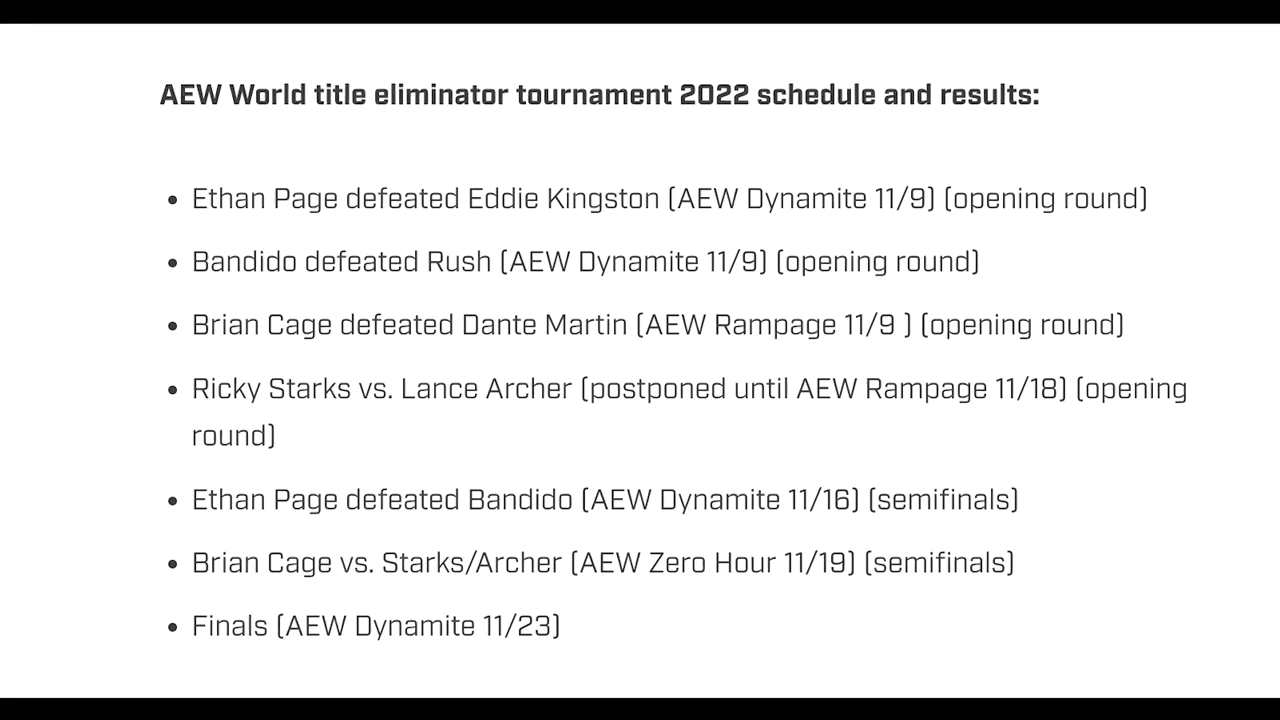 AEW World title eliminator tournament 2022 schedule and results:
• Ethan Page defeated Eddie Kingston (AEW Dynamite 11/9) (opening round)
• Bandido defeated Rush (AEW Dynamite 11/9) (opening round)
• Brian Cage defeated Dante Martin (AEW Rampage 11/9 ) (opening round)
• Ricky Starks vs. Lance Archer (postponed until AEW Rampage 11/18) (opening
round)
• Ethan Page defeated Bandido (AEW Dynamite 11/16) (semifinals)
• Brian Cage vs. Starks/Archer (AEW Zero Hour 11/19) (semifinals)
• Finals (AEW Dynamite 11/23)